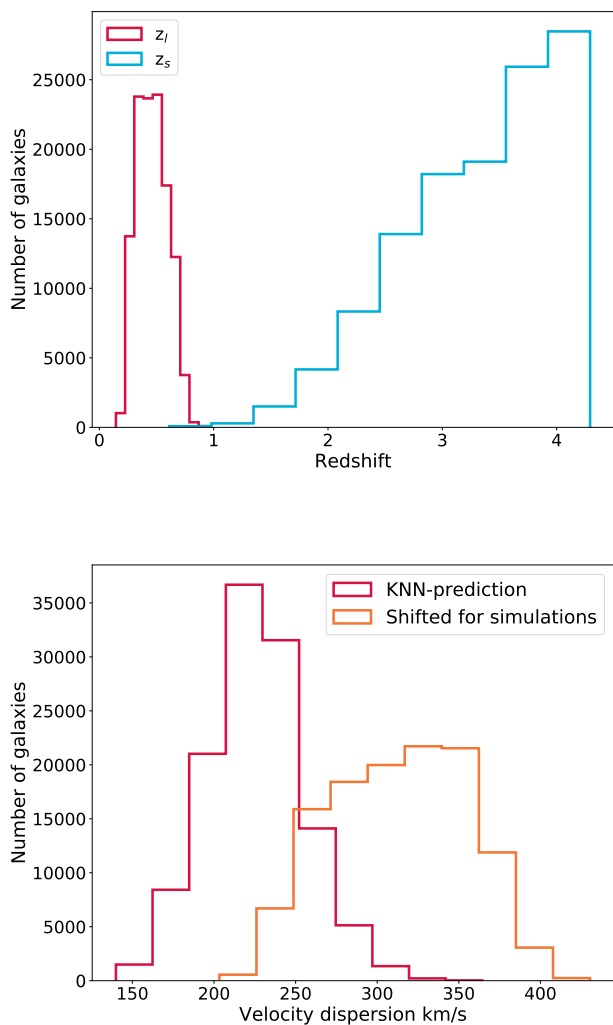 z_l
z_s
25000
20000
15000
10000
5000
0
Number of galaxies
0 1 2 3 4
Redshift
KNN-prediction
Shifted for simulations
35000
30000
25000
20000
15000
10000
5000
0
Number of galaxies
150 200 250 300 350 400
Velocity dispersion km/s